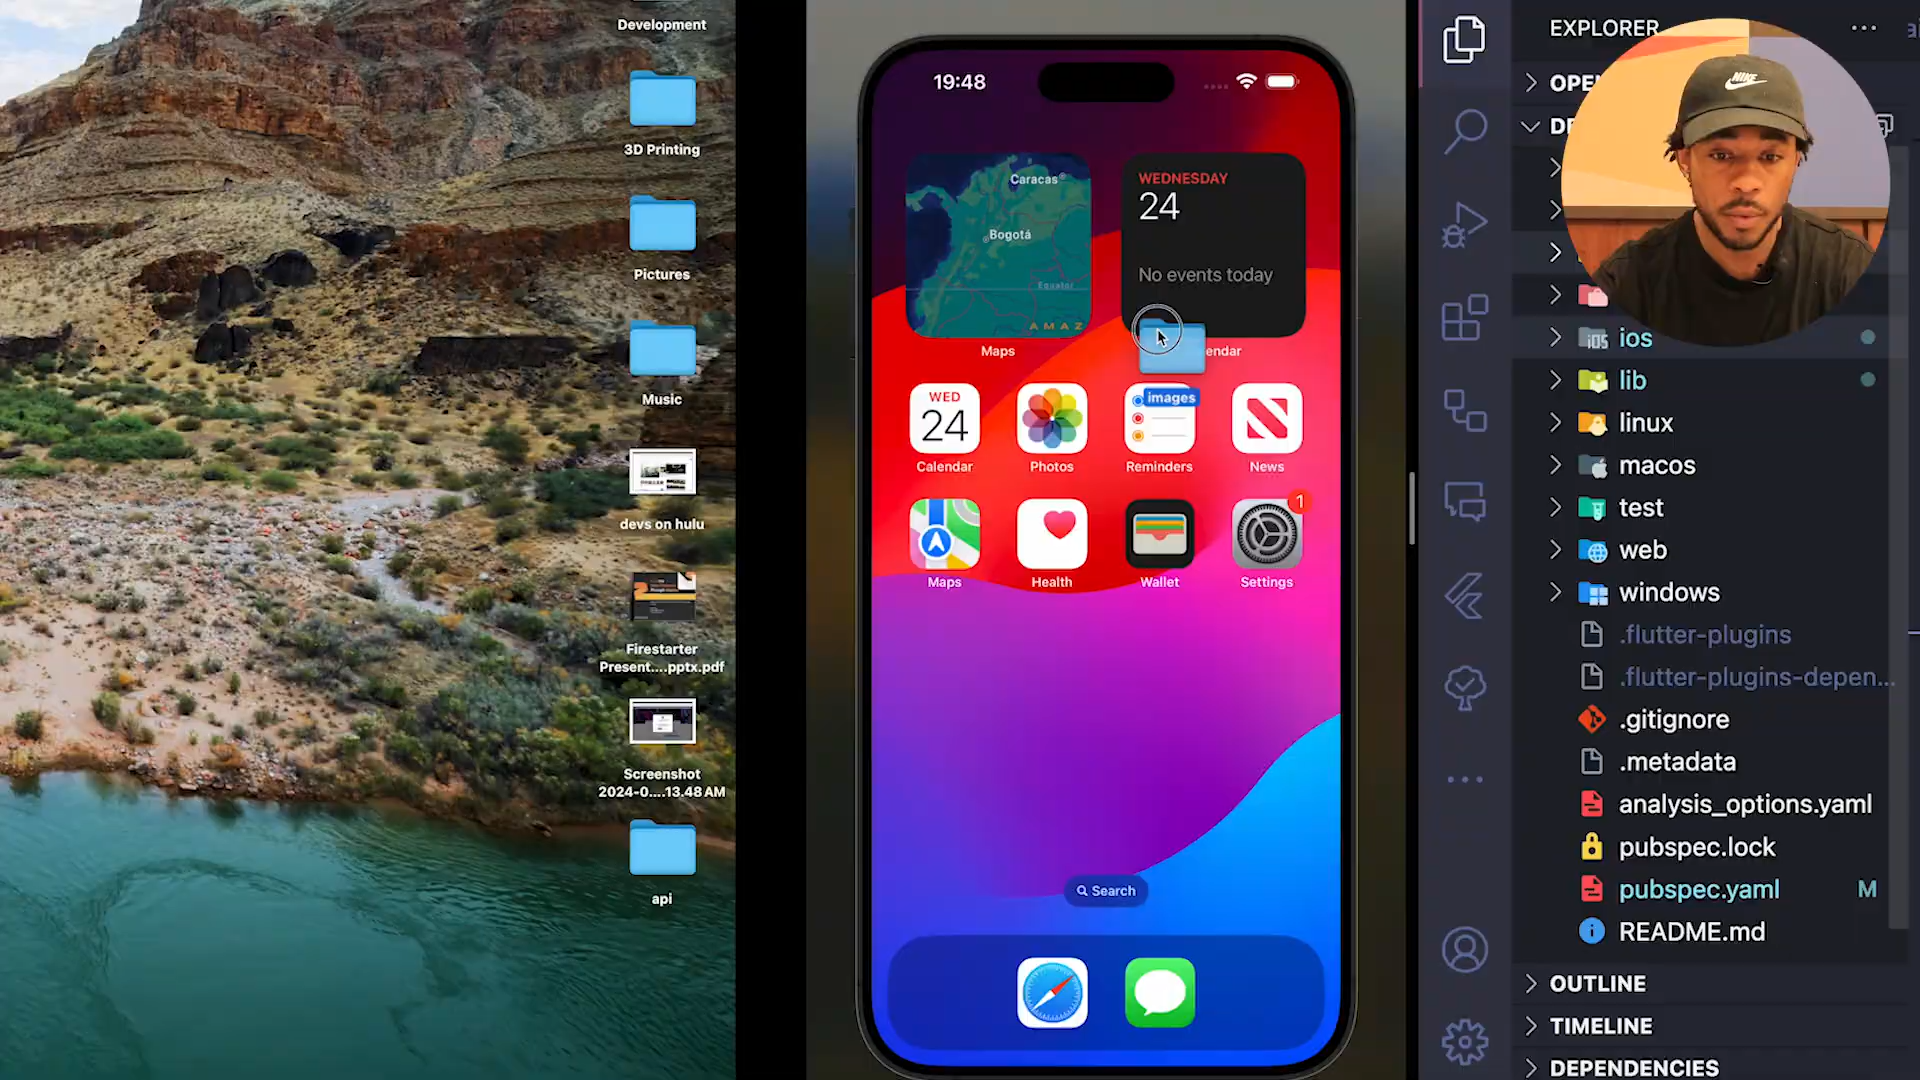 Development
3D Printing
Pictures
Music
devs on hulu
Firestarter
Present....pptx.pdf
Screenshot
2024-0....13.48 AM
api
19:48
Caracas
Bogotá
Equator
AMAZ
Maps
WEDNESDAY
24
No events today
endar
images
WED
24
Calendar
Photos
Reminders
News
1
Maps
Health
Wallet
Settings
Search
EXPLORER
OPE
DE
ios
lib
linux
macos
test
web
windows
.flutter-plugins
.flutter-plugins-depen...
.gitignore
.metadata
analysis_options.yaml
pubspec.lock
pubspec.yaml
M
README.md
OUTLINE
TIMELINE
DEPENDENCIES
NIKE